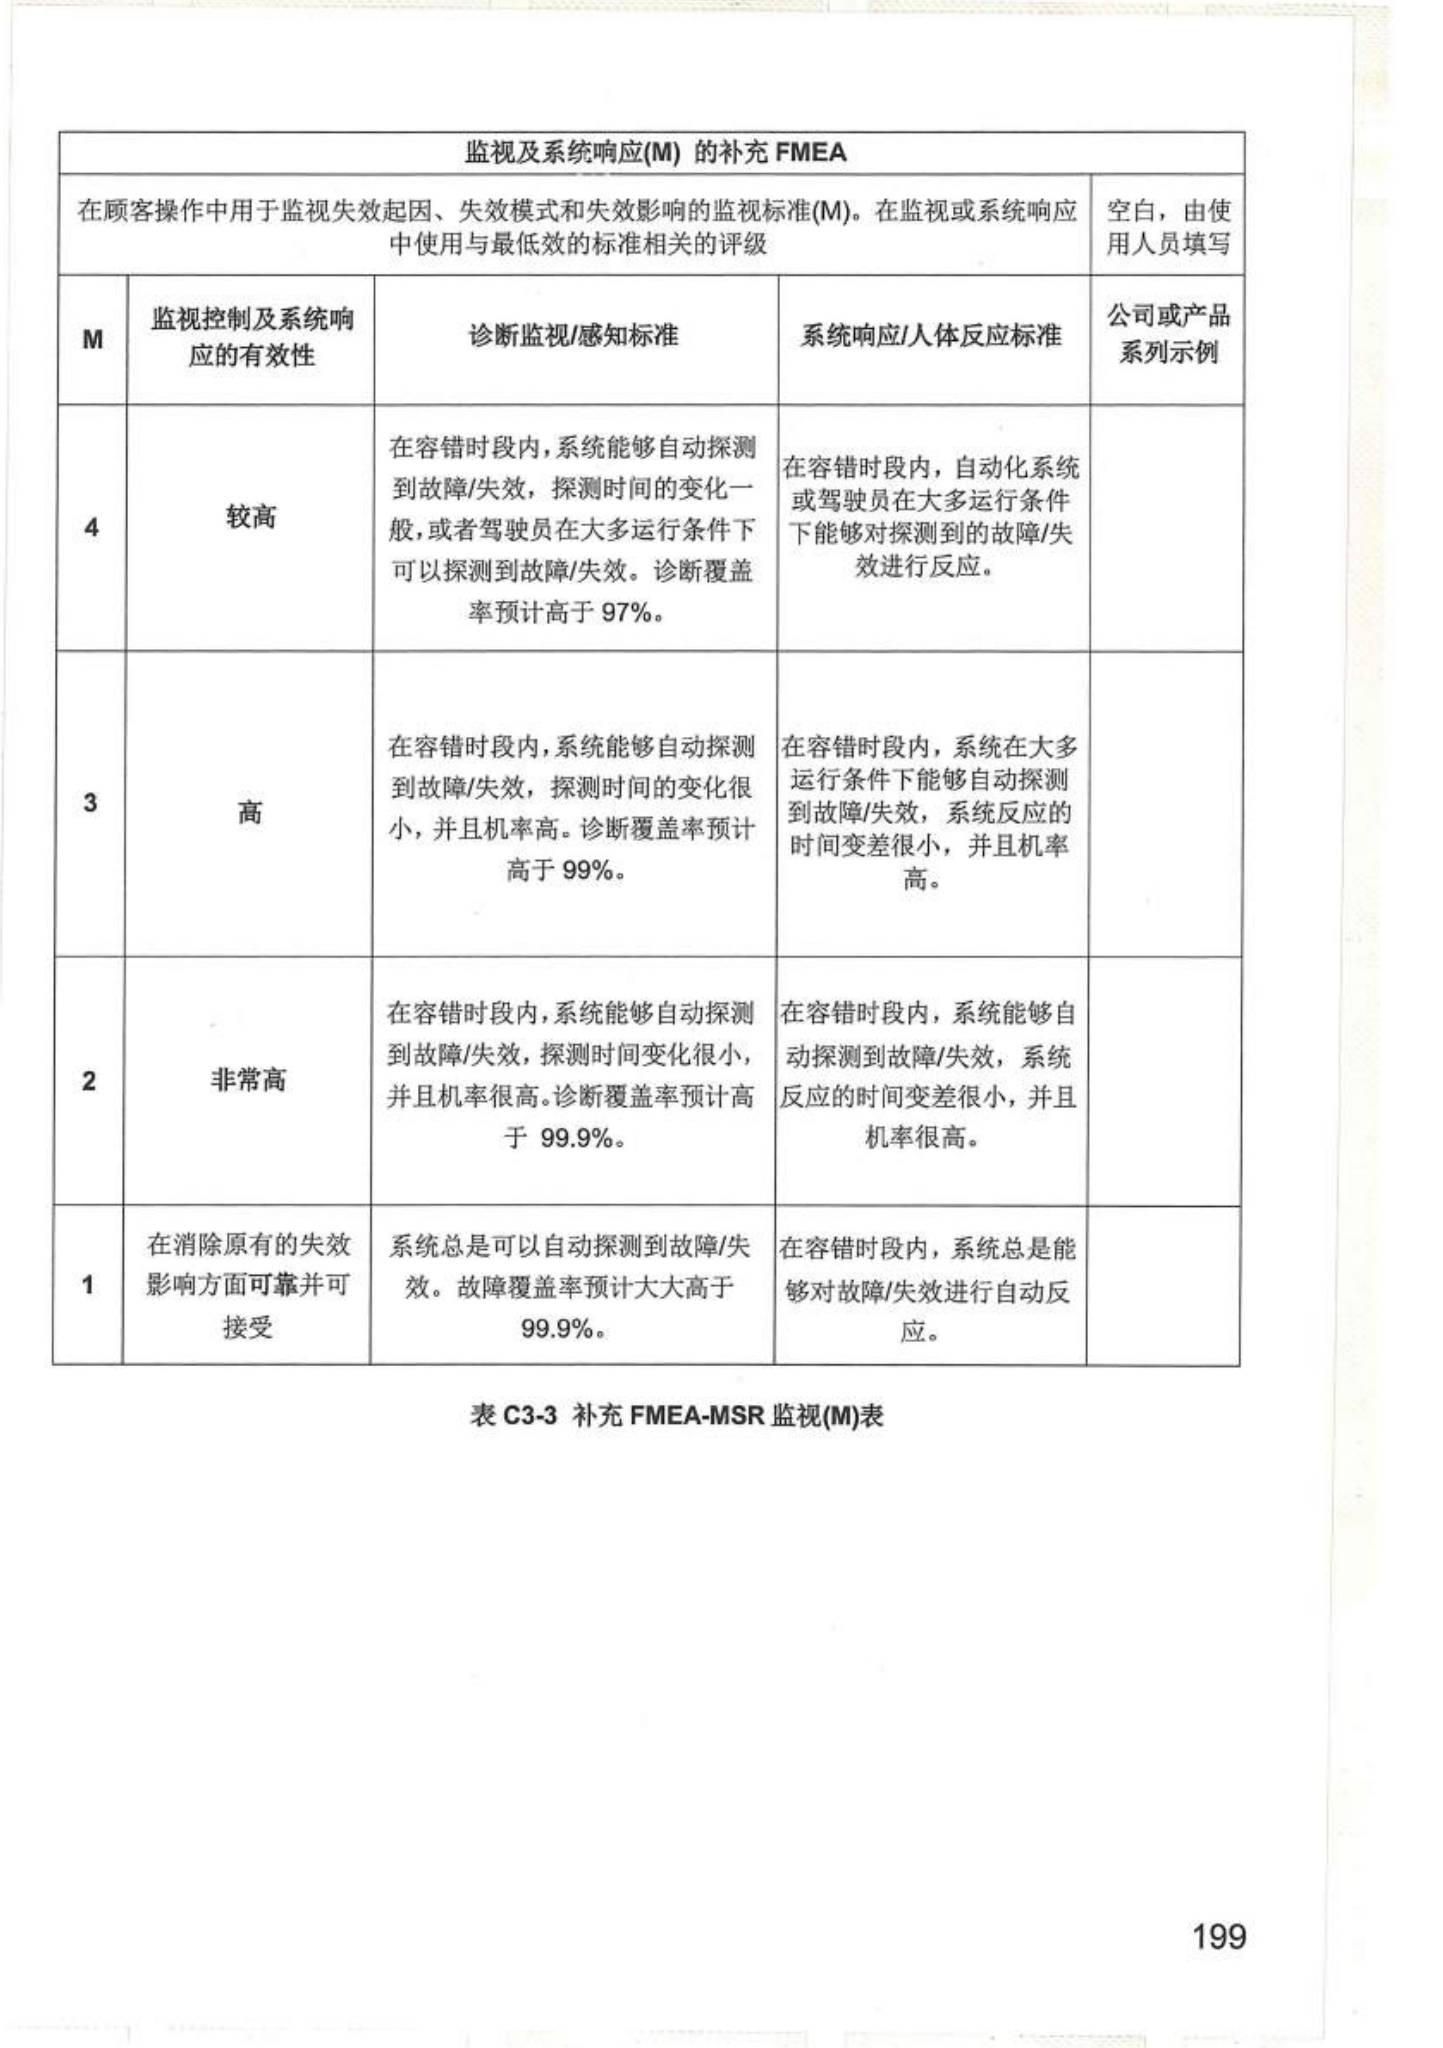 监视及系统响应(M) 的补充 FMEA
在顾客操作中用于监视失效起因、失效模式和失效影响的监视标准(M)。在监视或系统响应
中使用与最低效的标准相关的评级
空白，由使
用人员填写
M
监视控制及系统响
应的有效性
诊断监视/感知标准
系统响应/人体反应标准
公司或产品
系列示例
4
较高
在容错时段内，系统能够自动探测
到故障/失效，探测时间的变化一
般，或者驾驶员在大多运行条件下
可以探测到故障/失效。诊断覆盖
率预计高于 97%。
在容错时段内，自动化系统
或驾驶员在大多运行条件
下能够对探测到的故障/失
效进行反应。
3
高
在容错时段内，系统能够自动探测
到故障/失效，探测时间的变化很
小，并且机率高。诊断覆盖率预计
高于 99%。
在容错时段内，系统在大多
运行条件下能够自动探测
到故障/失效，系统反应的
时间变差很小，并且机率
高。
2
非常高
在容错时段内，系统能够自动探测
到故障/失效，探测时间变化很小，
并且机率很高。诊断覆盖率预计高
于 99.9%。
在容错时段内，系统能够自
动探测到故障/失效，系统
反应的时间变差很小，并且
机率很高。
1
在消除原有的失效
影响方面可靠并可
接受
系统总是可以自动探测到故障/失
效。故障覆盖率预计大大高于
99.9%。
在容错时段内，系统总是能
够对故障/失效进行自动反
应。
表 C3-3 补充 FMEA-MSR 监视(M)表
199